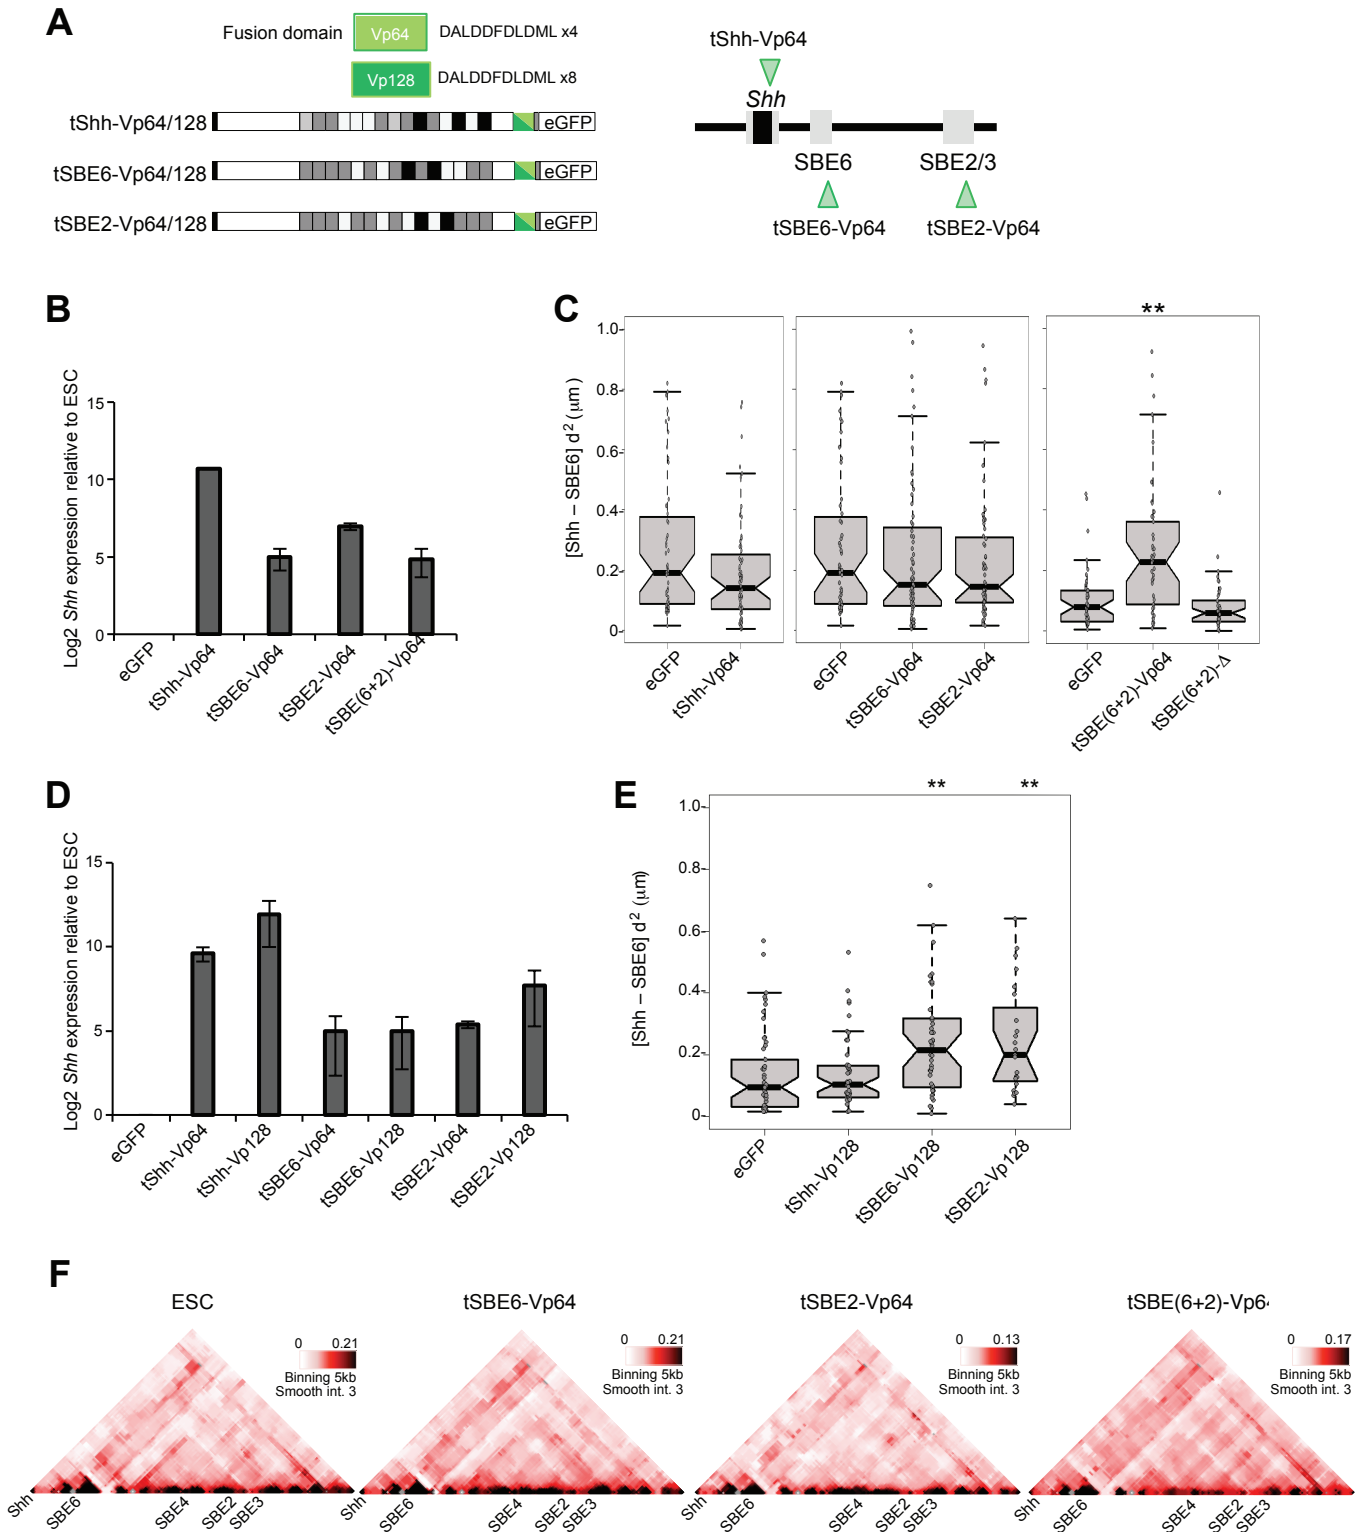 A
Fusion domain
Vp64
DALDDFDLDML x4
Vp128
DALDDFDLDML x8
tShh-Vp64/128
eGFP
tSBE6-Vp64/128
eGFP
tSBE2-Vp64/128
eGFP
tShh-Vp64
Shh
SBE6
SBE2/3
tSBE6-Vp64
tSBE2-Vp64
B
Log2 Shh expression relative to ESC
15
10
5
0
eGFP
tShh-Vp64
tSBE6-Vp64
tSBE2-Vp64
tSBE(6+2)-Vp64
C
[Shh – SBE6] d2 (μm)
1.0
0.8
0.6
0.4
0.2
0
eGFP
tShh-Vp64
eGFP
tSBE6-Vp64
tSBE2-Vp64
**
eGFP
tSBE(6+2)-Vp64
tSBE(6+2)-Δ
D
Log2 Shh expression relative to ESC
15
10
5
0
eGFP
tShh-Vp64
tShh-Vp128
tSBE6-Vp64
tSBE6-Vp128
tSBE2-Vp64
tSBE2-Vp128
E
** **
[Shh – SBE6] d2 (μm)
1.0
0.8
0.6
0.4
0.2
0
eGFP
tShh-Vp128
tSBE6-Vp128
tSBE2-Vp128
F
ESC
0 0.21
Binning 5kb
Smooth int. 3
Shh
SBE6
SBE4
SBE2
SBE3
tSBE6-Vp64
0 0.21
Binning 5kb
Smooth int. 3
Shh
SBE6
SBE4
SBE2
SBE3
tSBE2-Vp64
0 0.13
Binning 5kb
Smooth int. 3
Shh
SBE6
SBE4
SBE2
SBE3
tSBE(6+2)-Vp64
0 0.17
Binning 5kb
Smooth int. 3
Shh
SBE6
SBE4
SBE2
SBE3